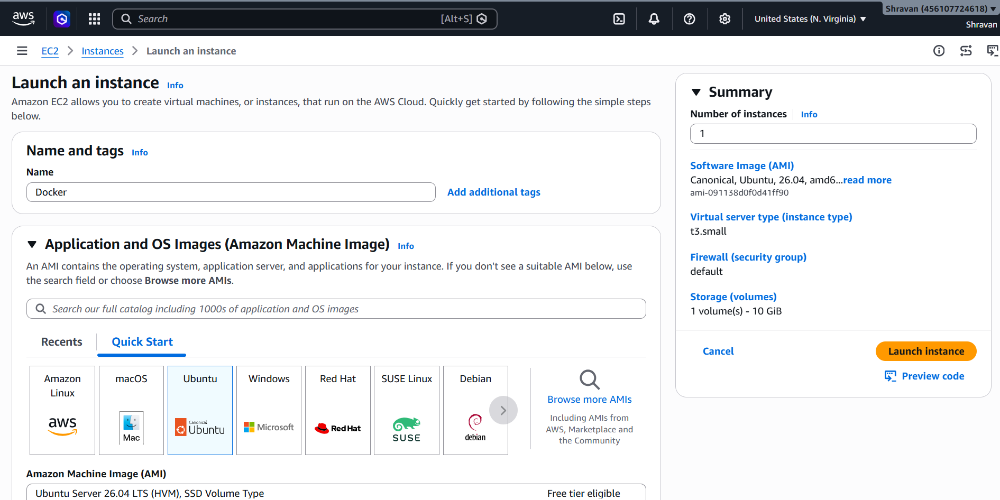 aws
Search [Alt+S]
United States (N. Virginia) ▼
Shravan (456107724618) ▼
Shravan
EC2 > Instances > Launch an instance
Launch an instance Info
Amazon EC2 allows you to create virtual machines, or instances, that run on the AWS Cloud. Quickly get started by following the simple steps
below.
Name and tags Info
Name
Docker
Add additional tags
▼ Application and OS Images (Amazon Machine Image) Info
An AMI contains the operating system, application server, and applications for your instance. If you don't see a suitable AMI below, use
the search field or choose Browse more AMIs.
Search our full catalog including 1000s of application and OS images
Recents
Quick Start
Amazon
Linux
aws
macOS
Mac
Ubuntu
Canonical
Ubuntu
Windows
Microsoft
Red Hat
Red Hat
SUSE Linux
SUSE
Debian
debian
Browse more AMIs
Including AMIs from
AWS, Marketplace and
the Community
Amazon Machine Image (AMI)
Ubuntu Server 26.04 LTS (HVM), SSD Volume Type
Free tier eligible
▼ Summary
Number of instances Info
1
Software Image (AMI)
Canonical, Ubuntu, 26.04, amd6...read more
ami-091138d0f0d41ff90
Virtual server type (instance type)
t3.small
Firewall (security group)
default
Storage (volumes)
1 volume(s) - 10 GiB
Cancel
Launch instance
Preview code